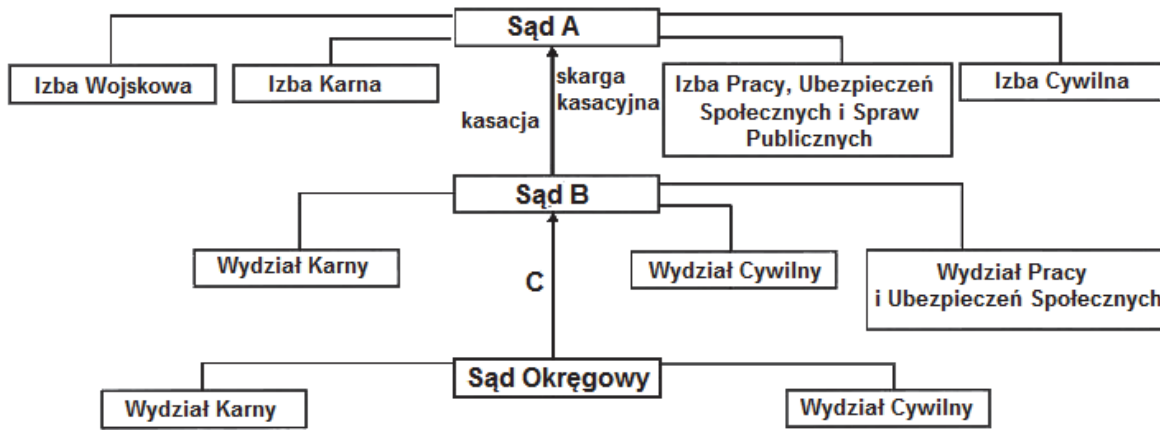 Sąd A
Izba Wojskowa
Izba Karna
kasacja
skarga
kasacyjna
Izba Pracy, Ubezpieczeń
Społecznych i Spraw
Publicznych
Izba Cywilna
Sąd B
Wydział Karny
Wydział Cywilny
Wydział Pracy
i Ubezpieczeń Społecznych
C
Sąd Okręgowy
Wydział Karny
Wydział Cywilny